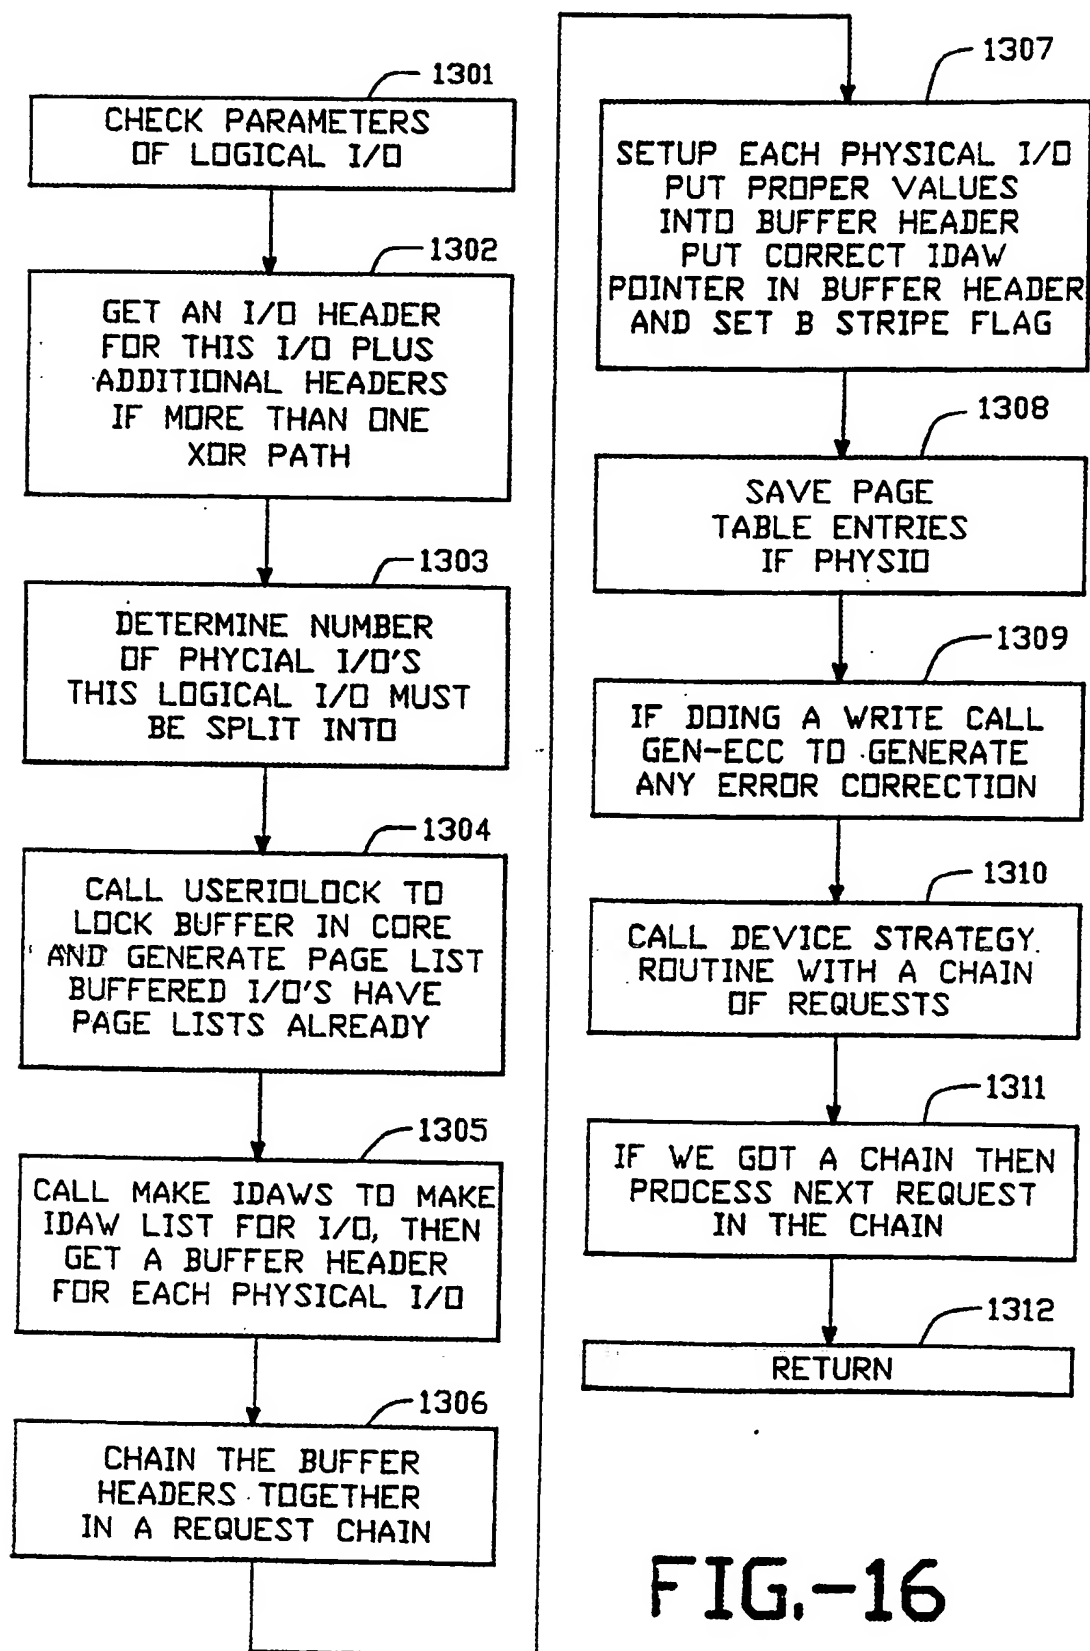 1301
CHECK PARAMETERS
OF LOGICAL I/O
1302
GET AN I/O HEADER
FOR THIS I/O PLUS
ADDITIONAL HEADERS
IF MORE THAN ONE
XOR PATH
1303
DETERMINE NUMBER
OF PHYCIAL I/O'S
THIS LOGICAL I/O MUST
BE SPLIT INTO
1304
CALL USERIOLOCK TO
LOCK BUFFER IN CORE
AND GENERATE PAGE LIST
BUFFERED I/O'S HAVE
PAGE LISTS ALREADY
1305
CALL MAKE IDAWS TO MAKE
IDAW LIST FOR I/O, THEN
GET A BUFFER HEADER
FOR EACH PHYSICAL I/O
1306
CHAIN THE BUFFER
HEADERS TOGETHER
IN A REQUEST CHAIN
1307
SETUP EACH PHYSICAL I/O
PUT PROPER VALUES
INTO BUFFER HEADER
PUT CORRECT IDAW
POINTER IN BUFFER HEADER
AND SET B STRIPE FLAG
1308
SAVE PAGE
TABLE ENTRIES
IF PHYSIO
1309
IF DOING A WRITE CALL
GEN-ECC TO GENERATE
ANY ERROR CORRECTION
1310
CALL DEVICE STRATEGY
ROUTINE WITH A CHAIN
OF REQUESTS
1311
IF WE GOT A CHAIN THEN
PROCESS NEXT REQUEST
IN THE CHAIN
1312
RETURN
FIG.-16